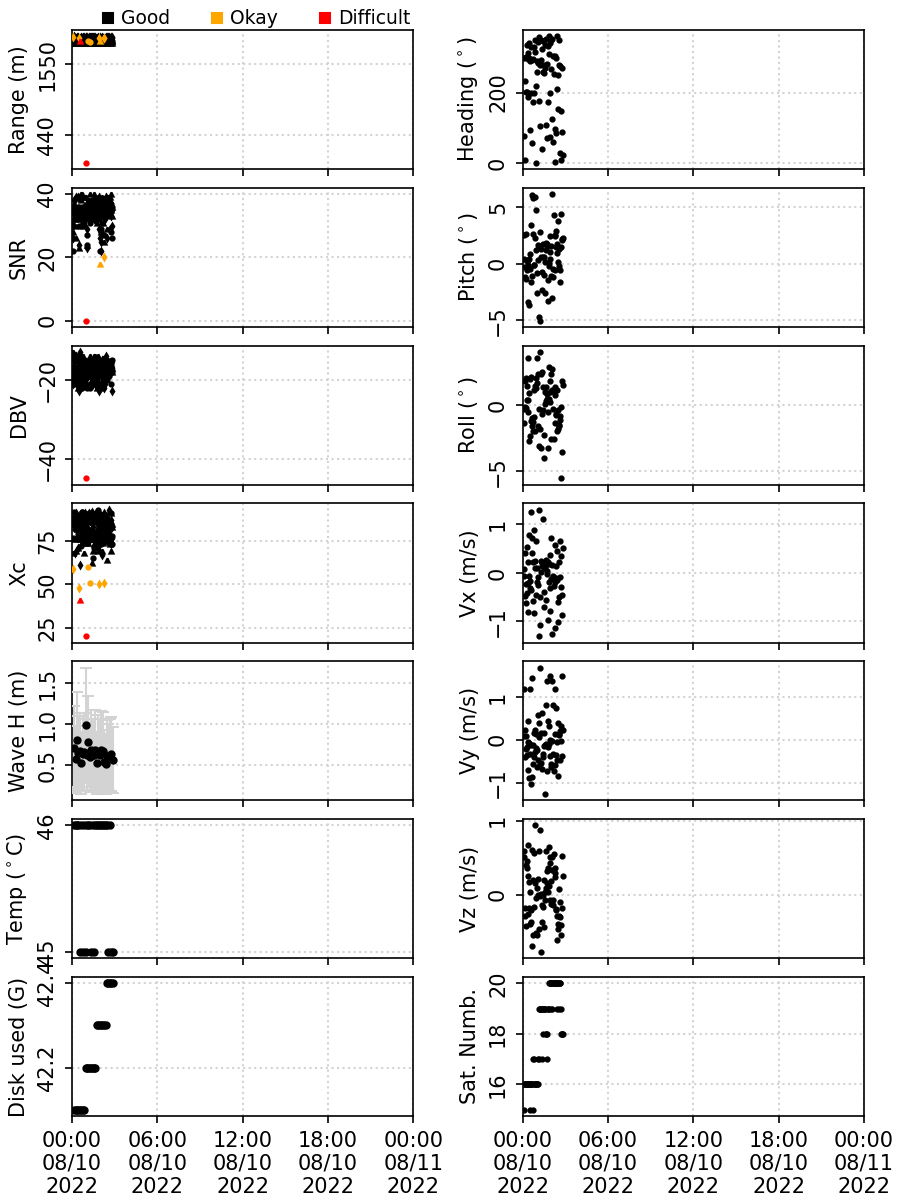 Good Okay Difficult
Range (m)
1550
440
Heading (°)
200
0
SNR
40
20
0
Pitch (°)
5
0
−5
DBV
−20
−40
Roll (°)
0
−5
Xc
75
50
25
Vx (m/s)
1
0
−1
Wave H (m)
1.5
1.0
0.5
Vy (m/s)
1
0
−1
Temp (°C)
46
45
Vz (m/s)
1
0
Disk used (G)
42.4
42.2
Sat. Numb.
20
18
16
00:00 06:00 12:00 18:00 00:00
08/10 08/10 08/10 08/10 08/11
2022 2022 2022 2022 2022
00:00 06:00 12:00 18:00 00:00
08/10 08/10 08/10 08/10 08/11
2022 2022 2022 2022 2022